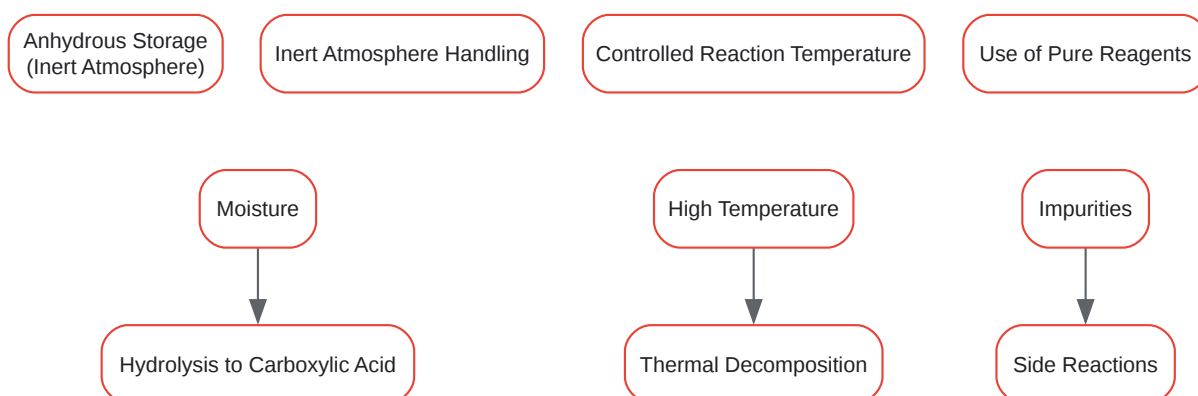 Anhydrous Storage
(Inert Atmosphere)
Inert Atmosphere Handling
Controlled Reaction Temperature
Use of Pure Reagents
Moisture
High Temperature
Impurities
Hydrolysis to Carboxylic Acid
Thermal Decomposition
Side Reactions